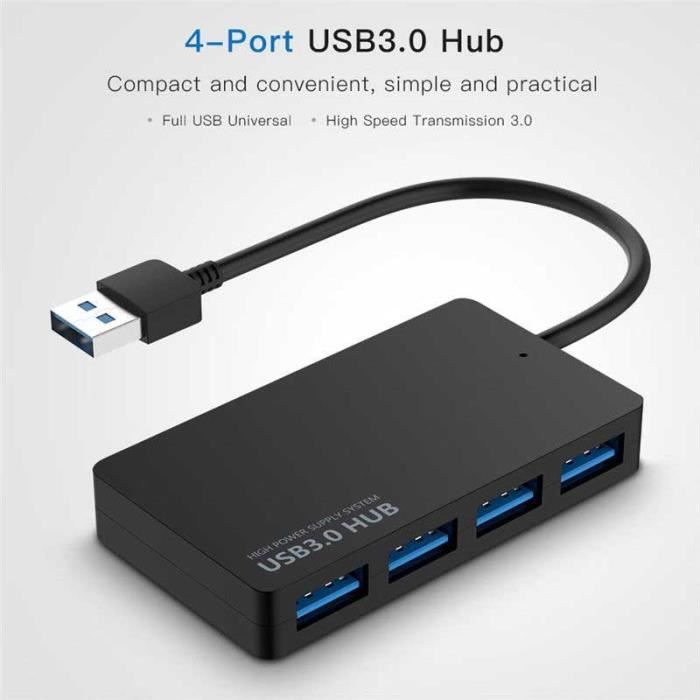 4-Port USB3.0 Hub
Compact and convenient, simple and practical
• Full USB Universal • High Speed Transmission 3.0
HIGH POWER SUPPLY SYSTEM
USB3.0 HUB